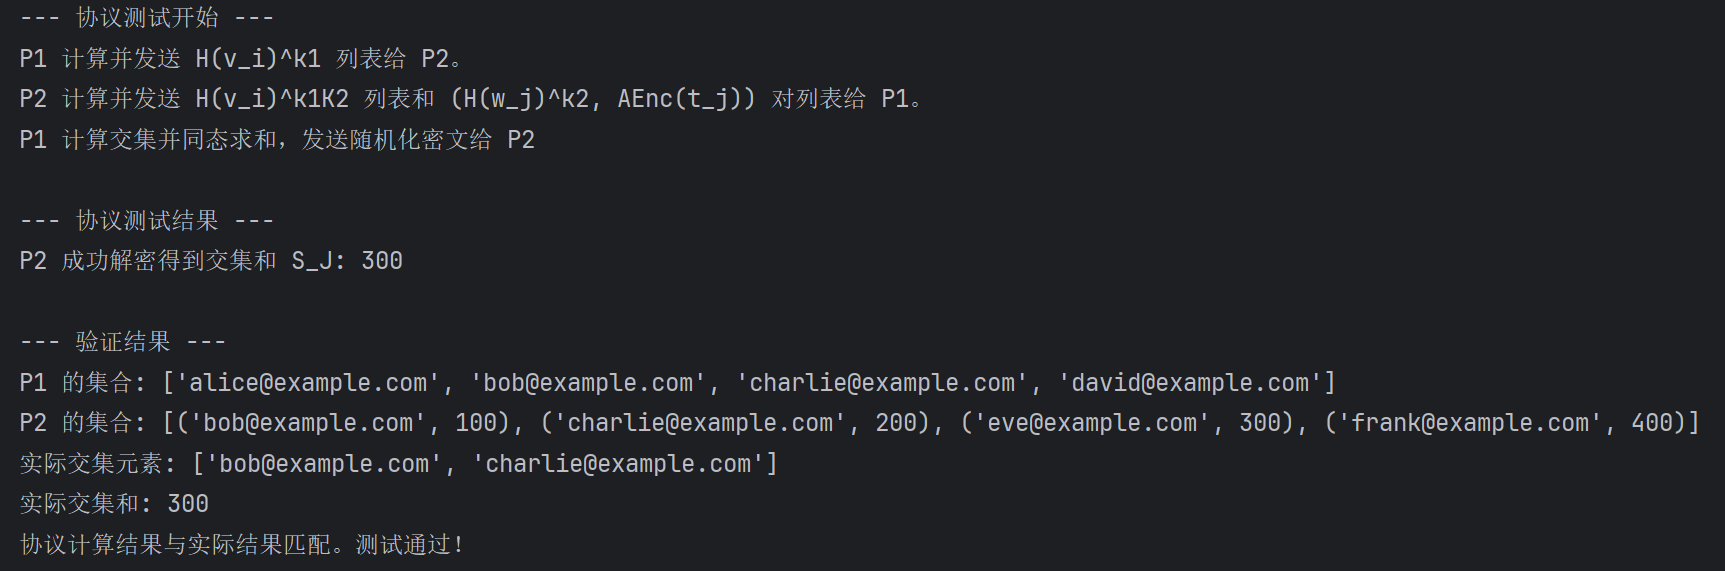 --- 协议测试开始 ---
P1 计算并发送 H(v_i)^k1 列表给 P2。
P2 计算并发送 H(v_i)^k1K2 列表和 (H(w_j)^k2, AEnc(t_j)) 对列表给 P1。
P1 计算交集并同态求和，发送随机化密文给 P2
--- 协议测试结果 ---
P2 成功解密得到交集和 S_J: 300
--- 验证结果 ---
P1 的集合: ['alice@example.com', 'bob@example.com', 'charlie@example.com', 'david@example.com']
P2 的集合: [('bob@example.com', 100), ('charlie@example.com', 200), ('eve@example.com', 300), ('frank@example.com', 400)]
实际交集元素: ['bob@example.com', 'charlie@example.com']
实际交集和: 300
协议计算结果与实际结果匹配。测试通过！